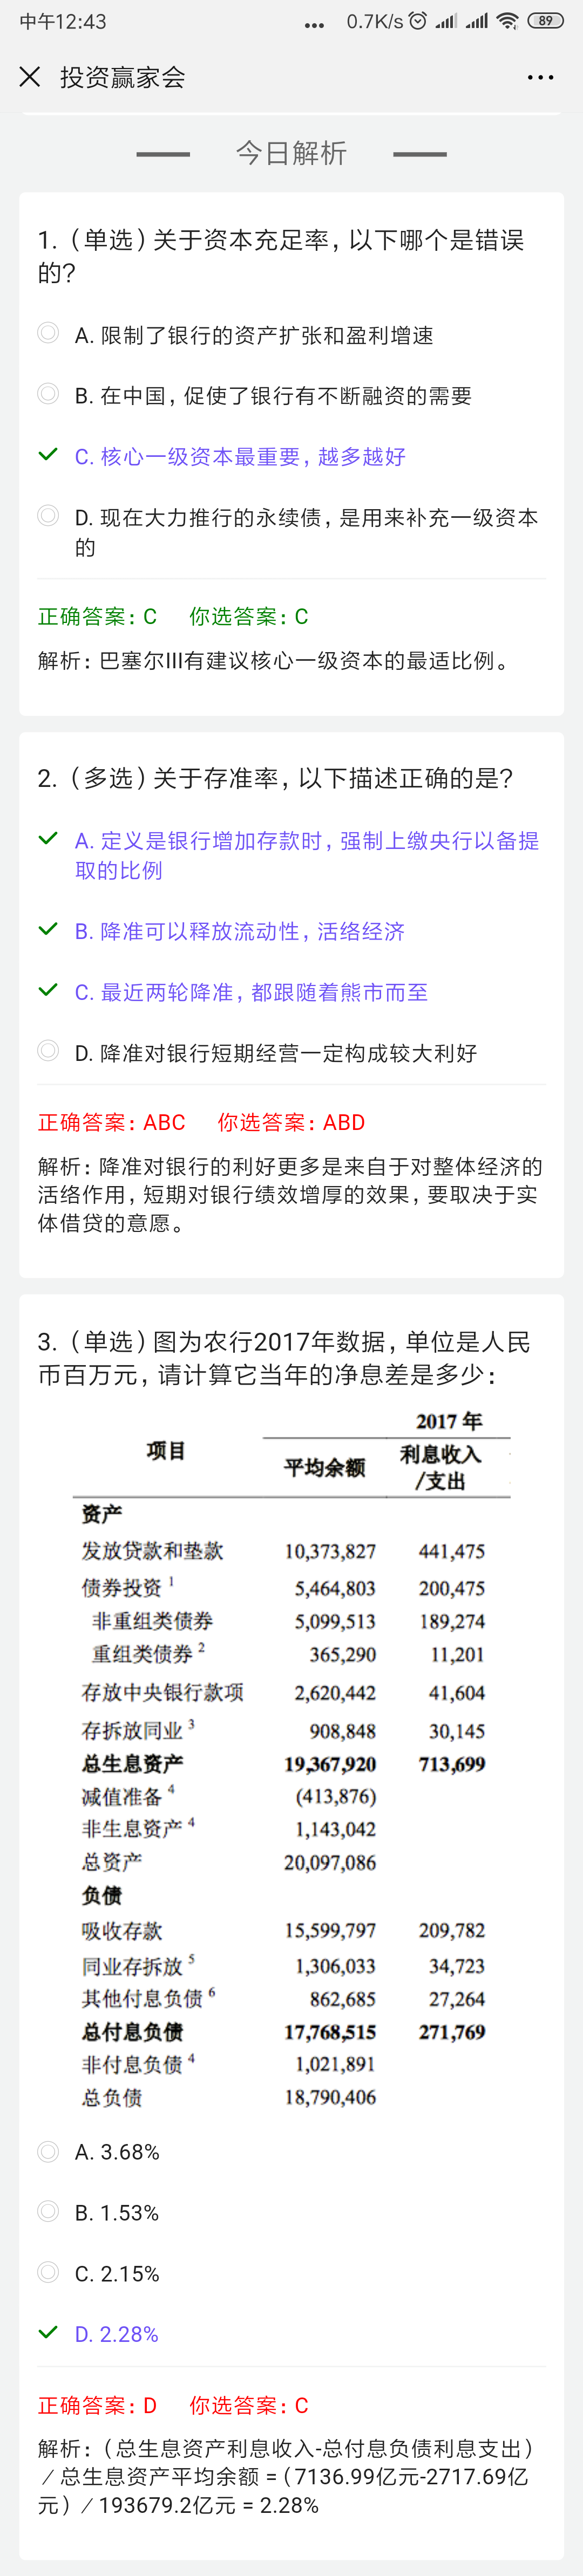 中午12:43 ... 0.7K/s 89
投资赢家会
今日解析
1.（单选）关于资本充足率，以下哪个是错误
的？
A. 限制了银行的资产扩张和盈利增速
B. 在中国，促使了银行有不断融资的需要
C. 核心一级资本最重要，越多越好
D. 现在大力推行的永续债，是用来补充一级资本
的
正确答案：C 你选答案：C
解析：巴塞尔III有建议核心一级资本的最适比例。
2.（多选）关于存准率，以下描述正确的是？
A. 定义是银行增加存款时，强制上缴央行以备提
取的比例
B. 降准可以释放流动性，活络经济
C. 最近两轮降准，都跟随着熊市而至
D. 降准对银行短期经营一定构成较大利好
正确答案：ABC 你选答案：ABD
解析：降准对银行的利好更多是来自于对整体经济的
活络作用，短期对银行绩效增厚的效果，要取决于实
体借贷的意愿。
3.（单选）图为农行2017年数据，单位是人民
币百万元，请计算它当年的净息差是多少：
2017 年
项目 平均余额 利息收入
/支出
资产
发放贷款和垫款 10,373,827 441,475
债券投资 1 5,464,803 200,475
非重组类债券 5,099,513 189,274
重组类债券 2 365,290 11,201
存放中央银行款项 2,620,442 41,604
存拆放同业 3 908,848 30,145
总生息资产 19,367,920 713,699
减值准备 4 (413,876)
非生息资产 4 1,143,042
总资产 20,097,086
负债
吸收存款 15,599,797 209,782
同业存拆放 5 1,306,033 34,723
其他付息负债 6 862,685 27,264
总付息负债 17,768,515 271,769
非付息负债 4 1,021,891
总负债 18,790,406
A. 3.68%
B. 1.53%
C. 2.15%
D. 2.28%
正确答案：D 你选答案：C
解析：（总生息资产利息收入-总付息负债利息支出）
／总生息资产平均余额 =（7136.99亿元-2717.69亿
元）／193679.2亿元 = 2.28%